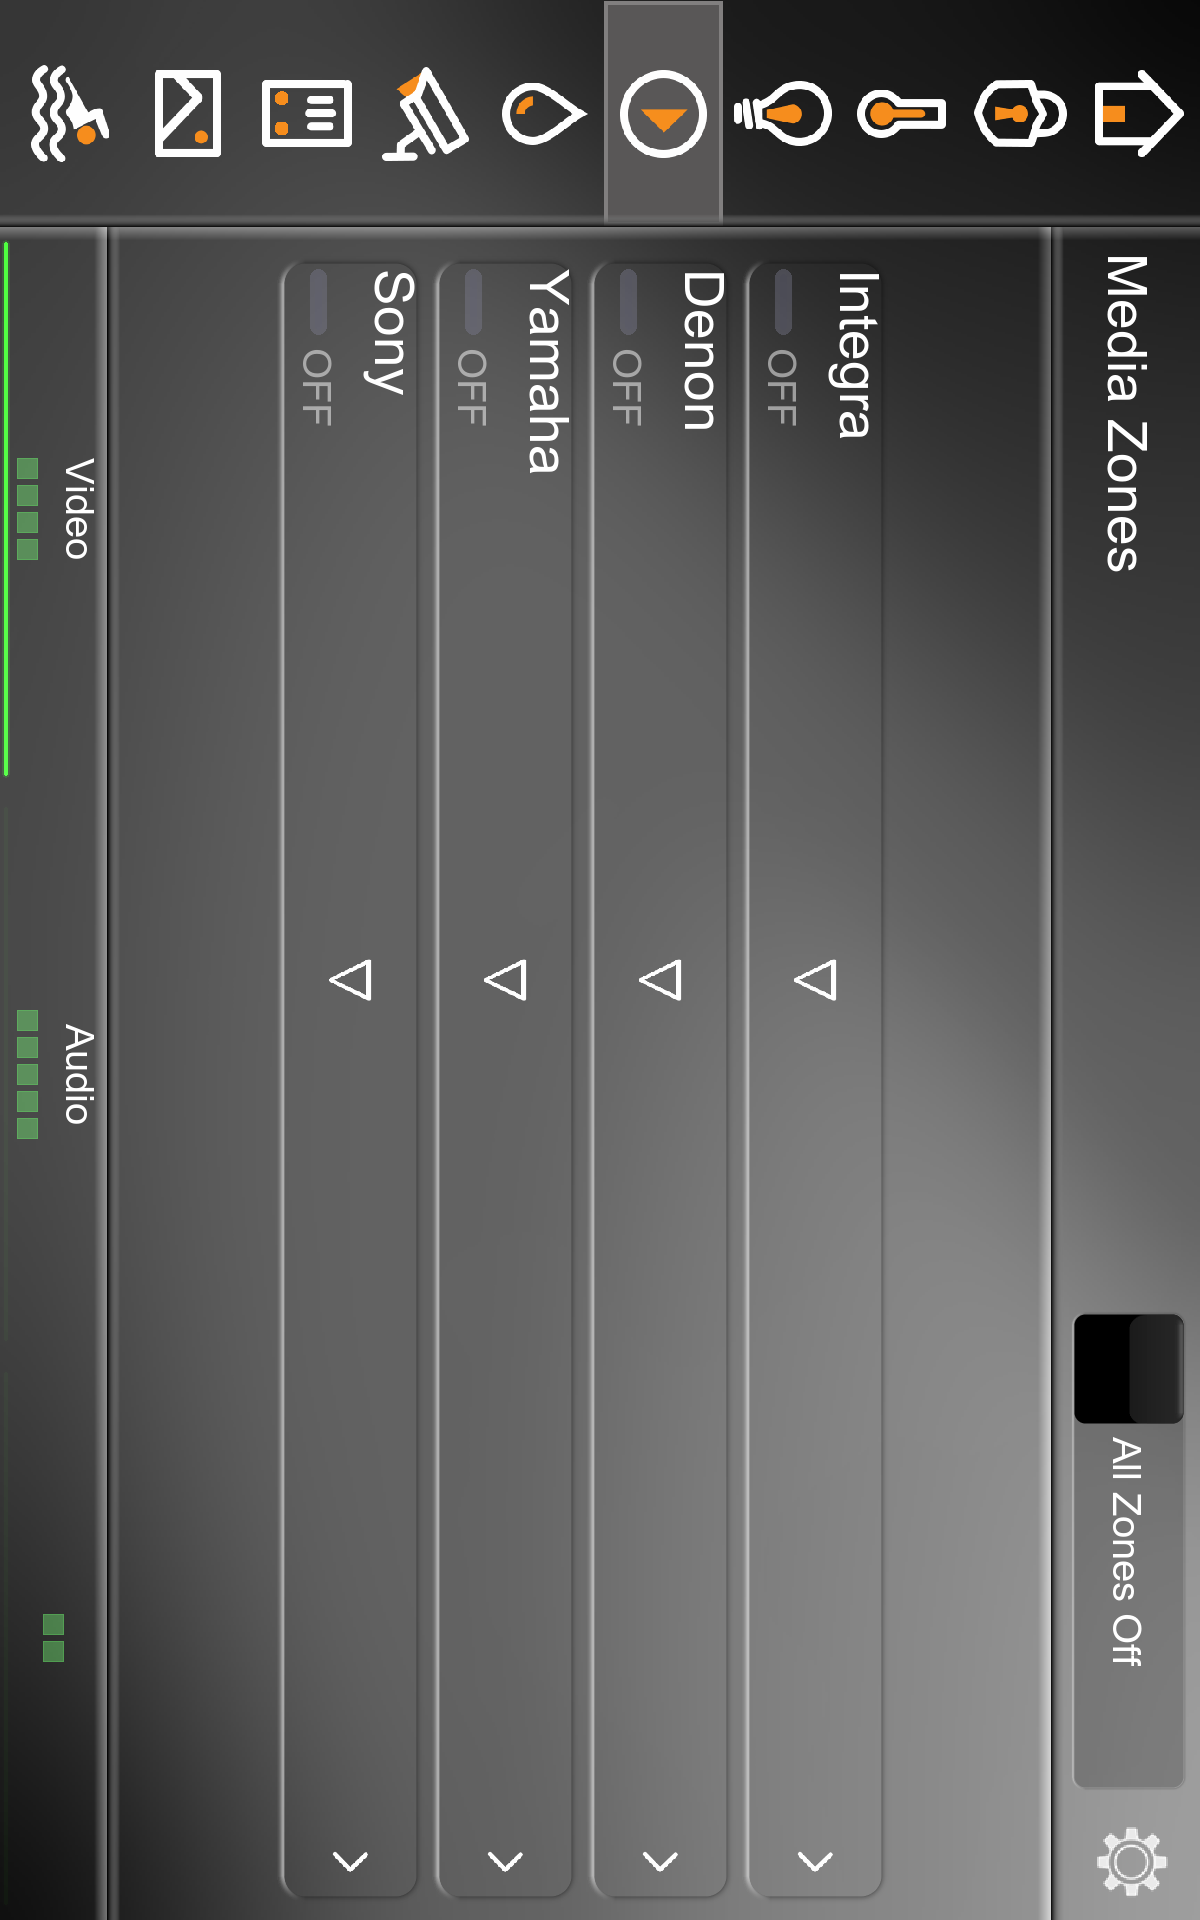 Media Zones
All Zones Off
Integra
OFF
Denon
OFF
Yamaha
OFF
Sony
OFF
Video
Audio